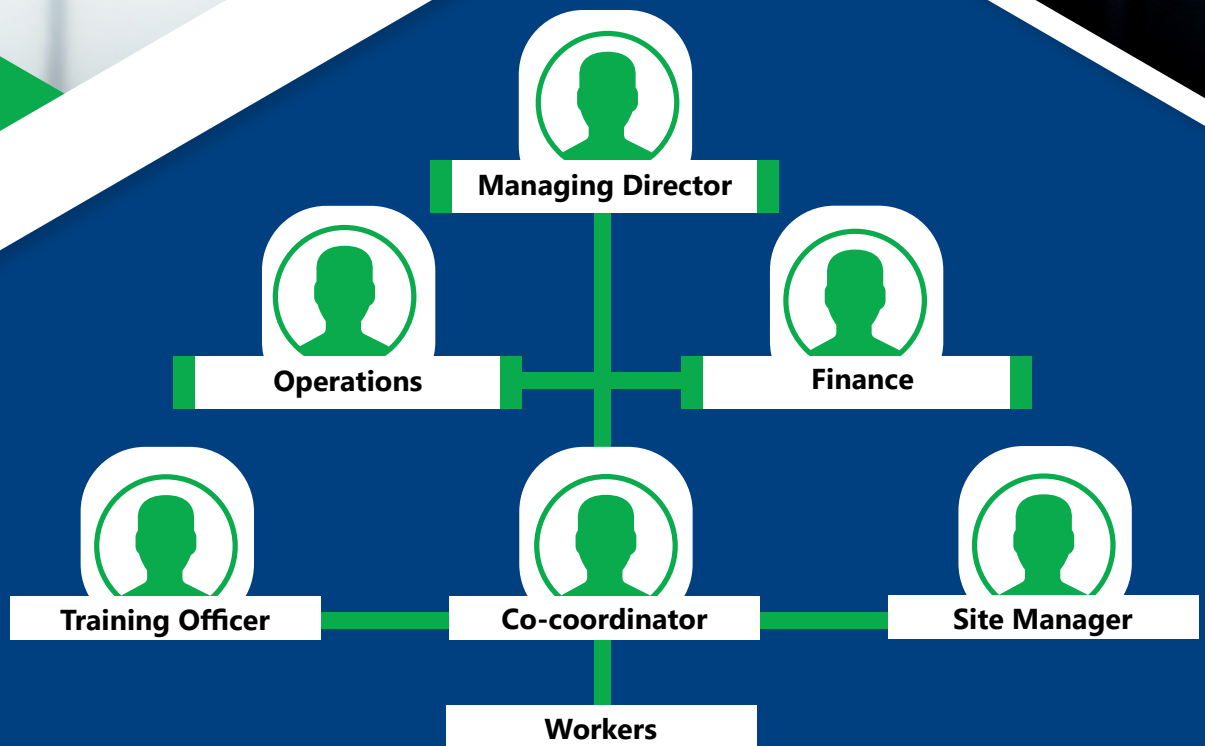 Managing Director
Operations
Finance
Training Officer
Co-coordinator
Site Manager
Workers